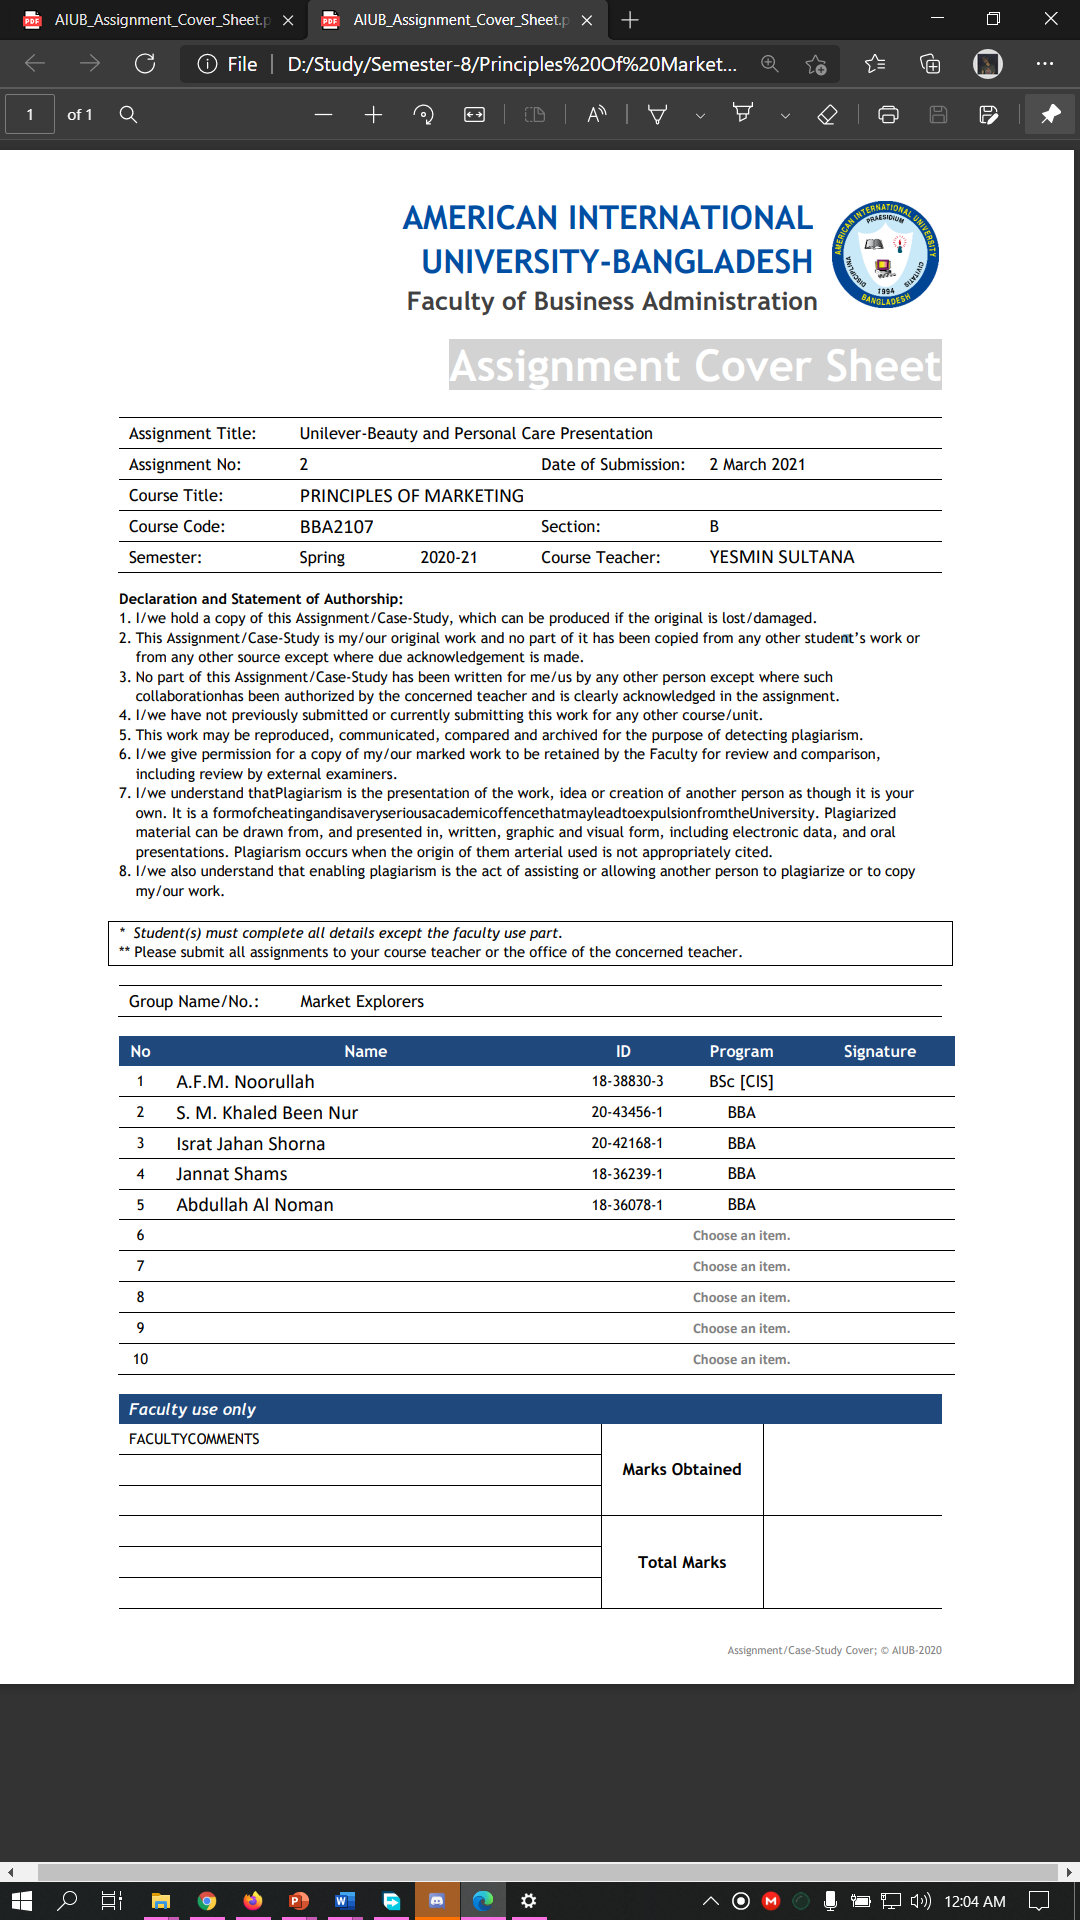 AIUB_Assignment_Cover_Sheet.p
AIUB_Assignment_Cover_Sheet.p
File
D:/Study/Semester-8/Principles%20Of%20Market...
1
of 1
AMERICAN INTERNATIONAL
UNIVERSITY-BANGLADESH
Faculty of Business Administration
AMERICAN INTERNATIONAL UNIVERSITY
PRAESIDIUM
DISCIPLINA
CIVITATIS
1994
BANGLADESH
Assignment Cover Sheet
Assignment Title: Unilever-Beauty and Personal Care Presentation
Assignment No: 2 Date of Submission: 2 March 2021
Course Title: PRINCIPLES OF MARKETING
Course Code: BBA2107 Section: B
Semester: Spring 2020-21 Course Teacher: YESMIN SULTANA
Declaration and Statement of Authorship:
1. I/we hold a copy of this Assignment/Case-Study, which can be produced if the original is lost/damaged.
2. This Assignment/Case-Study is my/our original work and no part of it has been copied from any other student's work or
from any other source except where due acknowledgement is made.
3. No part of this Assignment/Case-Study has been written for me/us by any other person except where such
collaborationhas been authorized by the concerned teacher and is clearly acknowledged in the assignment.
4. I/we have not previously submitted or currently submitting this work for any other course/unit.
5. This work may be reproduced, communicated, compared and archived for the purpose of detecting plagiarism.
6. I/we give permission for a copy of my/our marked work to be retained by the Faculty for review and comparison,
including review by external examiners.
7. I/we understand thatPlagiarism is the presentation of the work, idea or creation of another person as though it is your
own. It is a formofcheatingandisaveryseriousacademicoffencethatmayleadtoexpulsionfromtheUniversity. Plagiarized
material can be drawn from, and presented in, written, graphic and visual form, including electronic data, and oral
presentations. Plagiarism occurs when the origin of them arterial used is not appropriately cited.
8. I/we also understand that enabling plagiarism is the act of assisting or allowing another person to plagiarize or to copy
my/our work.
* Student(s) must complete all details except the faculty use part.
** Please submit all assignments to your course teacher or the office of the concerned teacher.
Group Name/No.: Market Explorers
No Name ID Program Signature
1 A.F.M. Noorullah 18-38830-3 BSc [CIS]
2 S. M. Khaled Been Nur 20-43456-1 BBA
3 Israt Jahan Shorna 20-42168-1 BBA
4 Jannat Shams 18-36239-1 BBA
5 Abdullah Al Noman 18-36078-1 BBA
6 Choose an item.
7 Choose an item.
8 Choose an item.
9 Choose an item.
10 Choose an item.
Faculty use only
FACULTYCOMMENTS
Marks Obtained
Total Marks
Assignment/Case-Study Cover; © AIUB-2020
12:04 AM